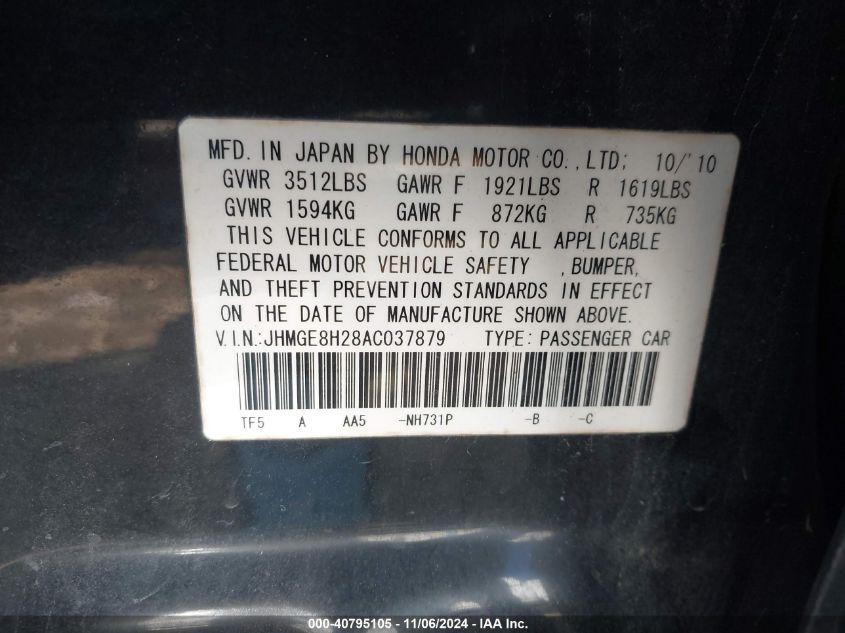 MFD. IN JAPAN BY HONDA MOTOR CO., LTD; 10/'10
GVWR 3512LBS GAWR F 1921LBS R 1619LBS
GVWR 1594KG GAWR F 872KG R 735KG
THIS VEHICLE CONFORMS TO ALL APPLICABLE
FEDERAL MOTOR VEHICLE SAFETY , BUMPER,
AND THEFT PREVENTION STANDARDS IN EFFECT
ON THE DATE OF MANUFACTURE SHOWN ABOVE.
V.I.N.:JHMGE8H28AC037879 TYPE: PASSENGER CAR
TF5 A AA5 -NH731P -B -C
000-40795105 - 11/06/2024 - IAA Inc.